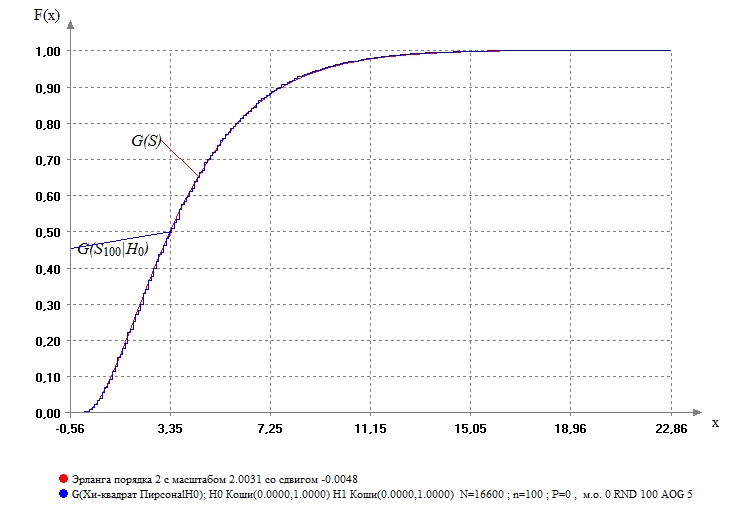 F(x)
1,00
0,90
0,80
G(S)
0,70
0,60
0,50
G(S100|H0)
0,40
0,30
0,20
0,10
0,00
-0,56 3,35 7,25 11,15 15,05 18,96 22,86 x
Эрланга порядка 2 с масштабом 2.0031 со сдвигом -0.0048
G(Хи-квадрат Пирсона|H0); H0 Коши(0.0000,1.0000) H1 Коши(0.0000,1.0000) N=16600 ; n=100 ; P=0 , м.о. 0 RND 100 AOG 5